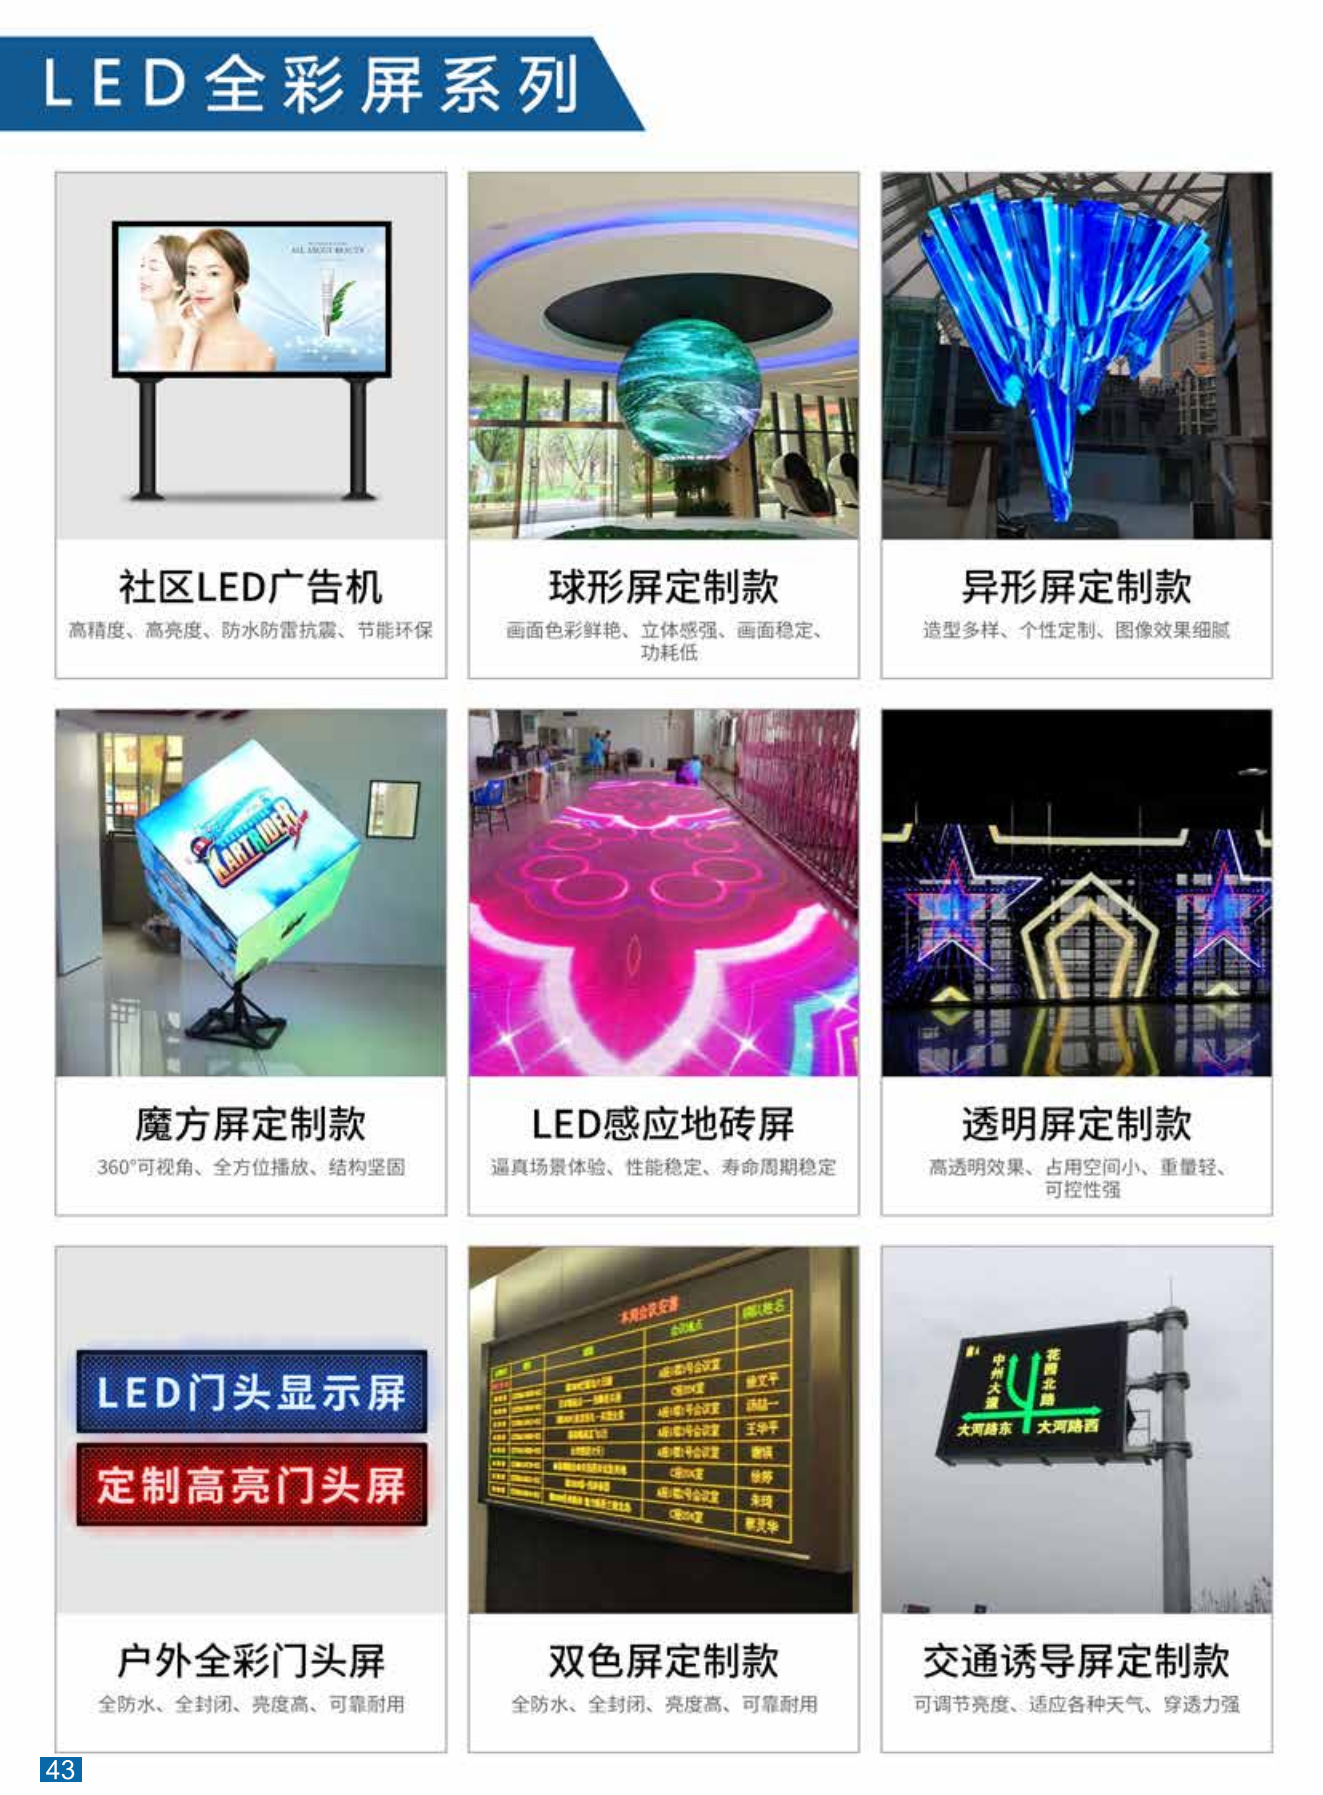 LED全彩屏系列
ALL ABOUT BEAUTY
社区LED广告机
高精度、高亮度、防水防雷抗震、节能环保
球形屏定制款
画面色彩鲜艳、立体感强、画面稳定、
功耗低
异形屏定制款
造型多样、个性定制、图像效果细腻
KARTRIDER
魔方屏定制款
360°可视角、全方位播放、结构坚固
LED感应地砖屏
逼真场景体验、性能稳定、寿命周期稳定
透明屏定制款
高透明效果、占用空间小、重量轻、
可控性强
LED门头显示屏
定制高亮门头屏
户外全彩门头屏
全防水、全封闭、亮度高、可靠耐用
本周会议安排
会议地点
徐文平
王华平
朱琦
双色屏定制款
全防水、全封闭、亮度高、可靠耐用
中州大道
花园北路
大河路东
大河路西
交通诱导屏定制款
可调节亮度、适应各种天气、穿透力强
43